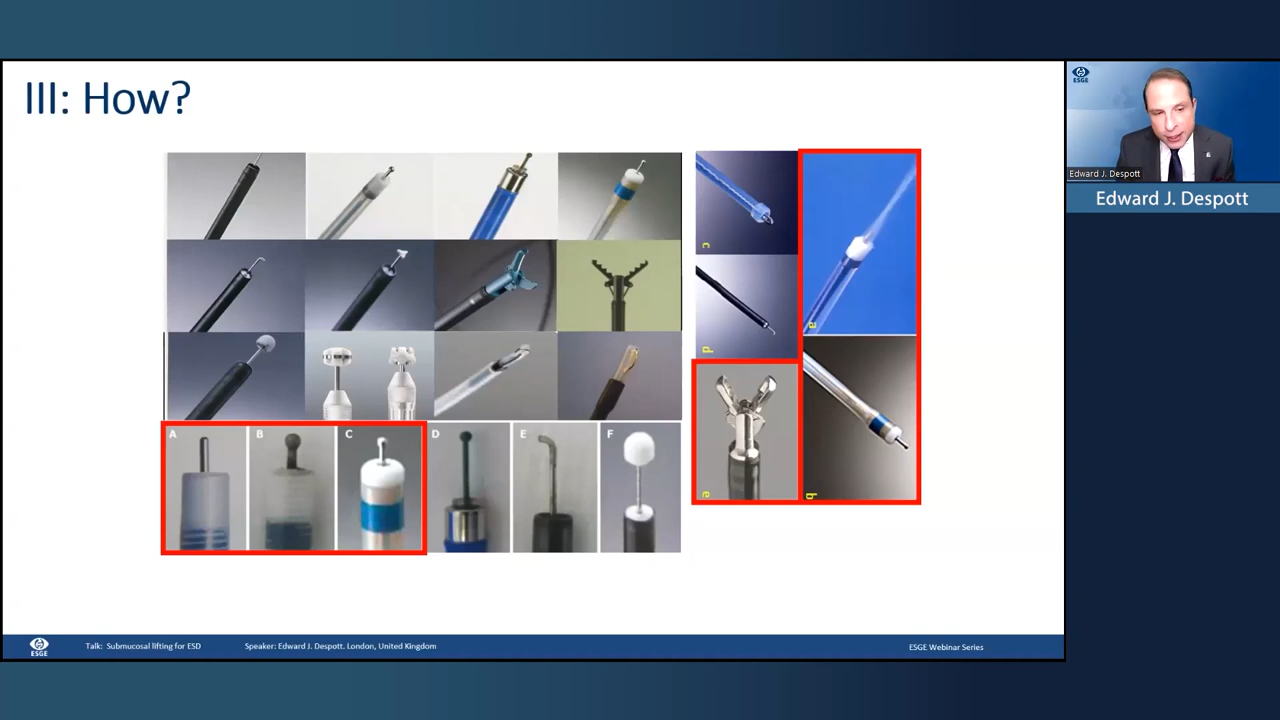 III: How?
A
B
C
D
E
F
c
d
e
a
b
ESGE
Edward J. Despott
Edward J. Despott
ESGE
Talk: Submucosal lifting for ESD
Speaker: Edward J. Despott. London, United Kingdom
ESGE Webinar Series